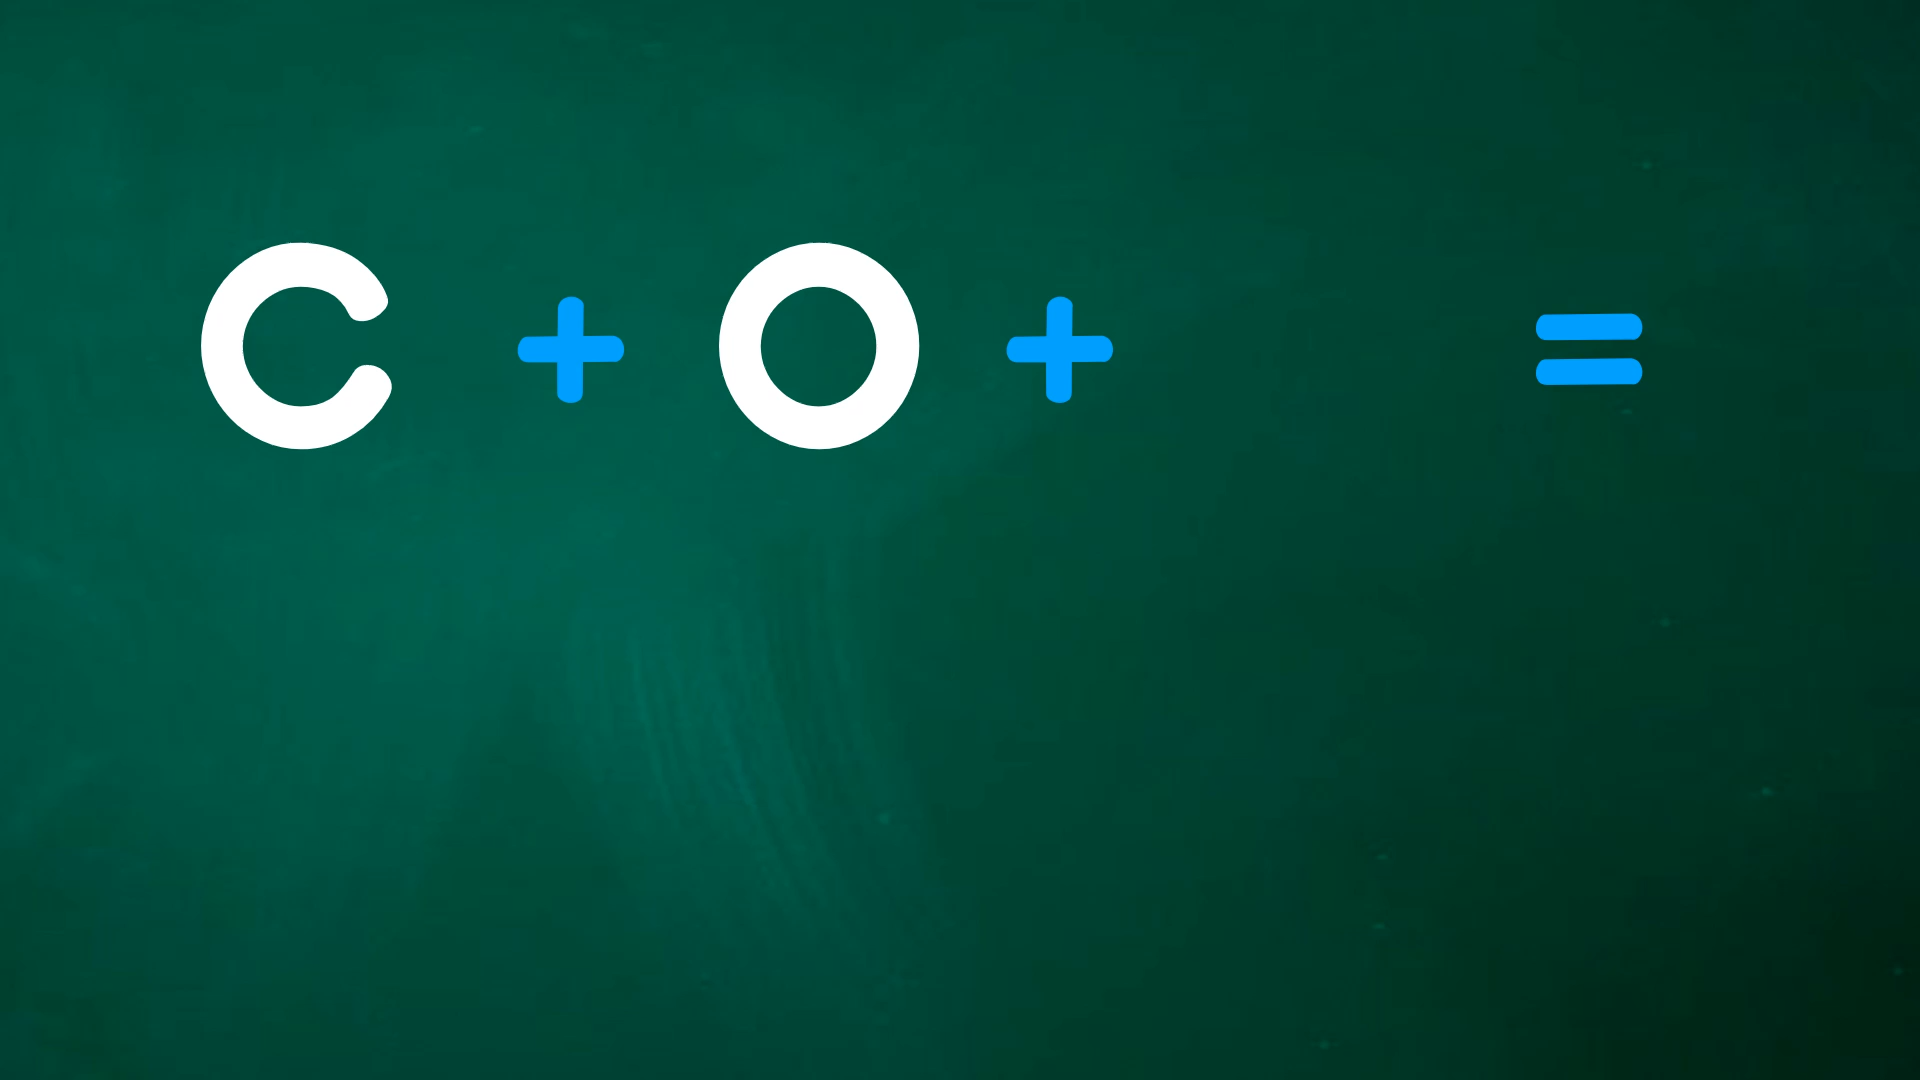 C + O + =